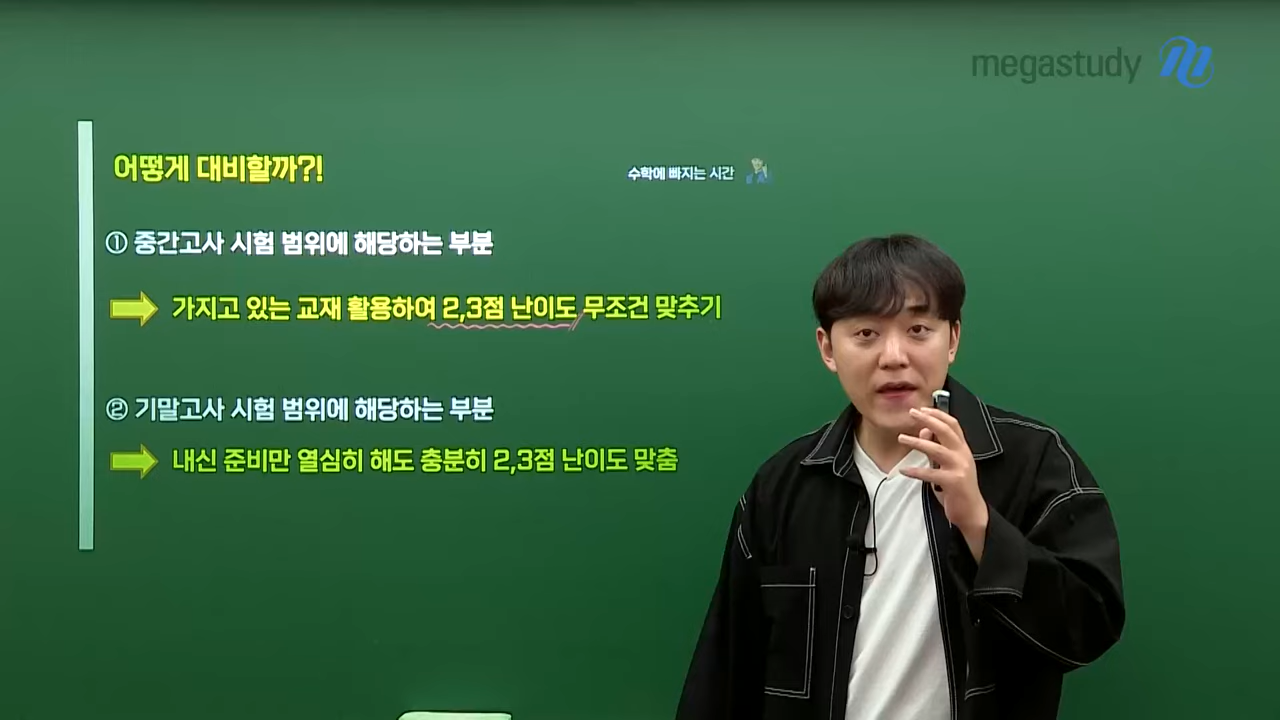 megastudy
어떻게 대비할까?!
수학에 빠지는 시간
① 중간고사 시험 범위에 해당하는 부분
가지고 있는 교재 활용하여 2,3점 난이도 무조건 맞추기
② 기말고사 시험 범위에 해당하는 부분
내신 준비만 열심히 해도 충분히 2,3점 난이도 맞춤